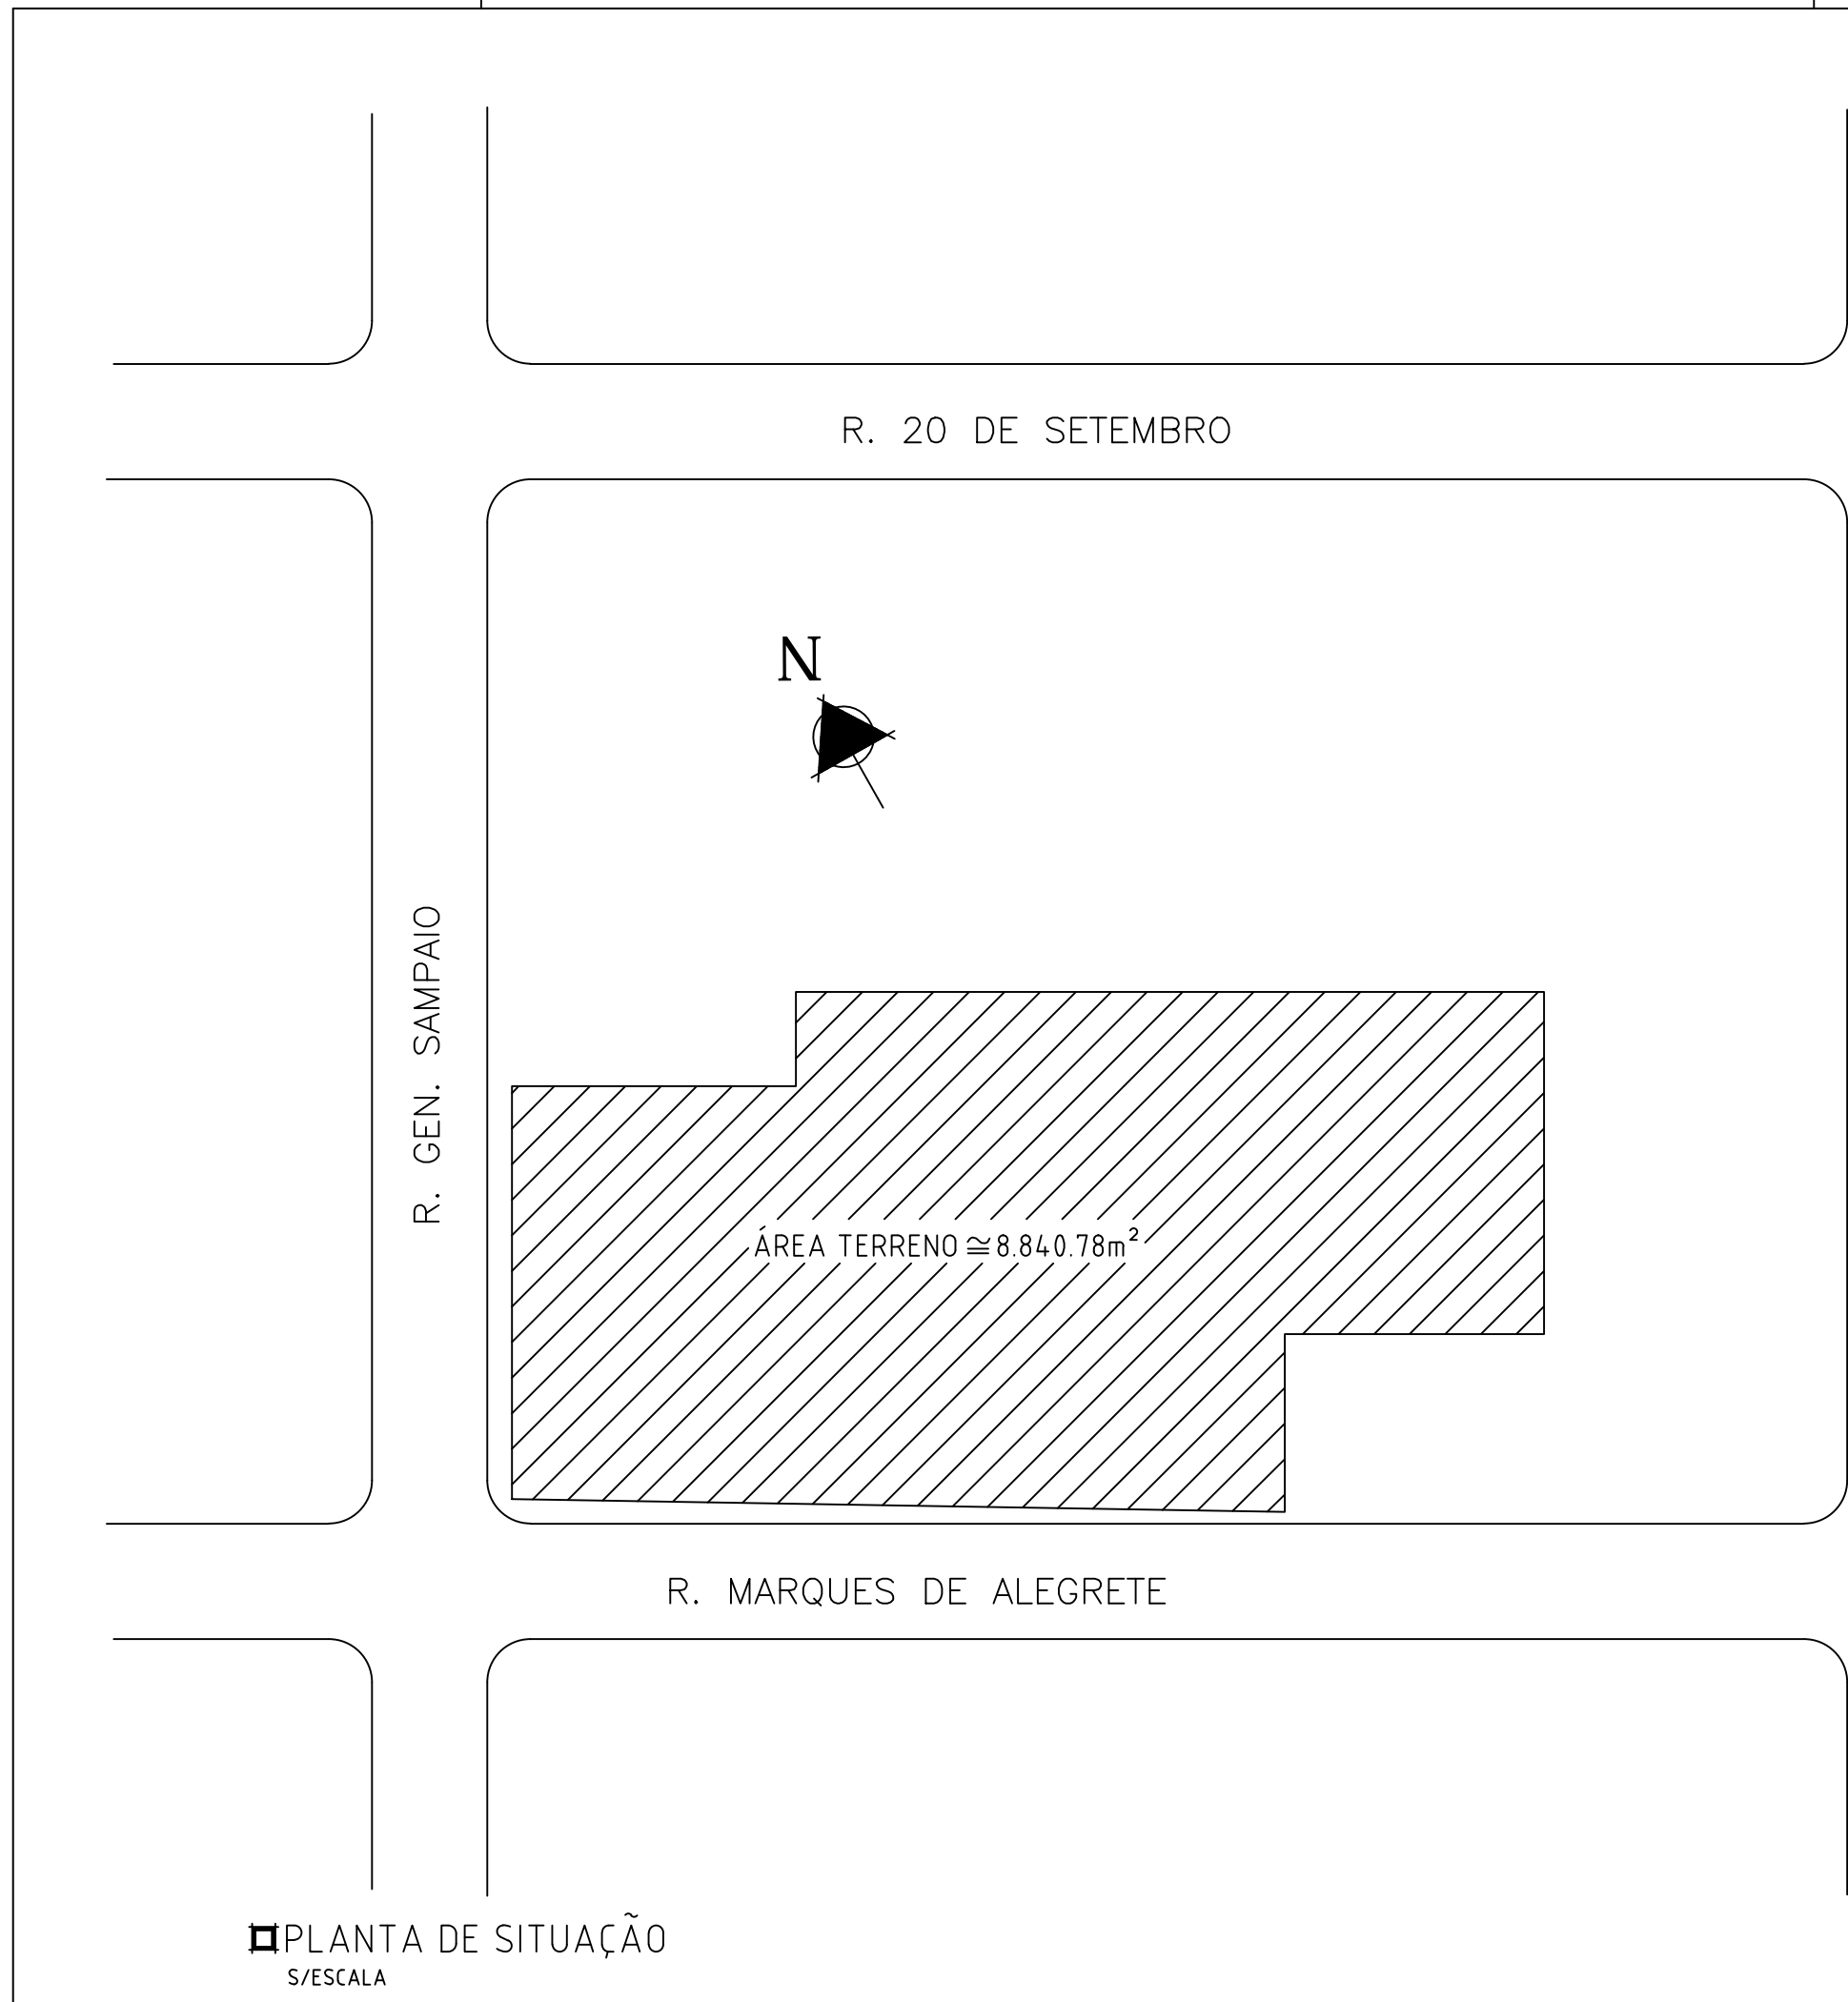 R. 20 DE SETEMBRO
N
R. GEN. SAMPAIO
ÁREA TERRENO ≅ 8.840.78m²
R. MARQUES DE ALEGRETE
PLANTA DE SITUAÇÃO
S/ESCALA